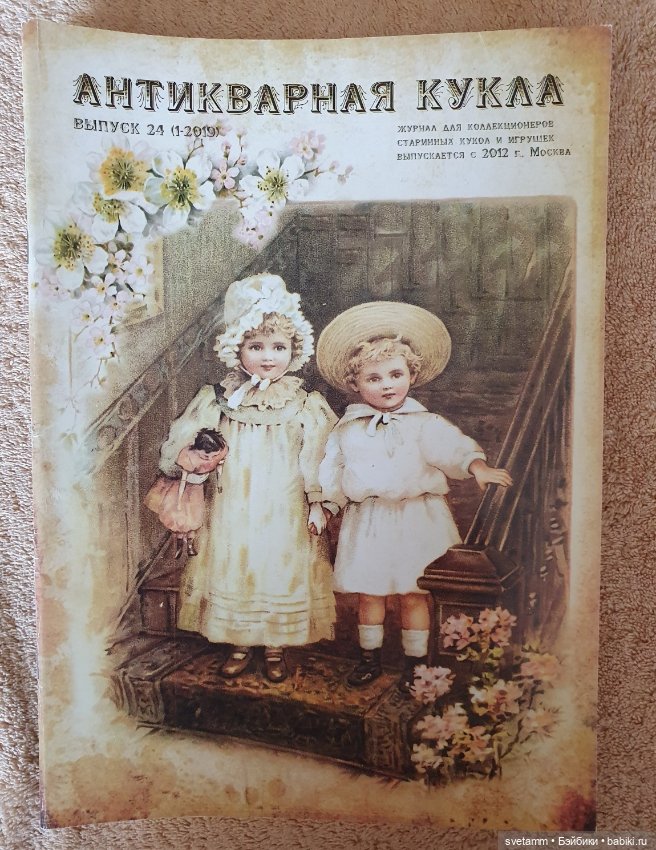 АНТИКВАРНАЯ КУКЛА
ВЫПУСК 24 (1-2019)
ЖУРНАЛ ДЛЯ КОЛЛЕКЦИОНЕРОВ
СТАРИННЫХ КУКОЛ И ИГРУШЕК
ВЫПУСКАЕТСЯ С 2012 Г., МОСКВА
svetamm • Бэйбики • babiki.ru